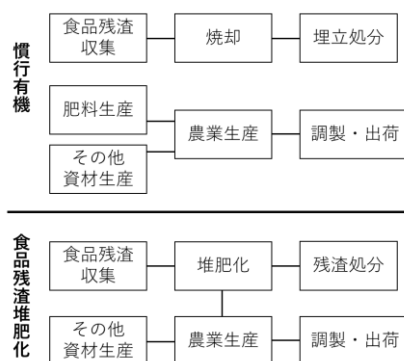 慣行有機
食品残渣
収集
焼却
埋立処分
肥料生産
その他
資材生産
農業生産
調製・出荷
食品残渣堆肥化
食品残渣
収集
堆肥化
残渣処分
その他
資材生産
農業生産
調製・出荷